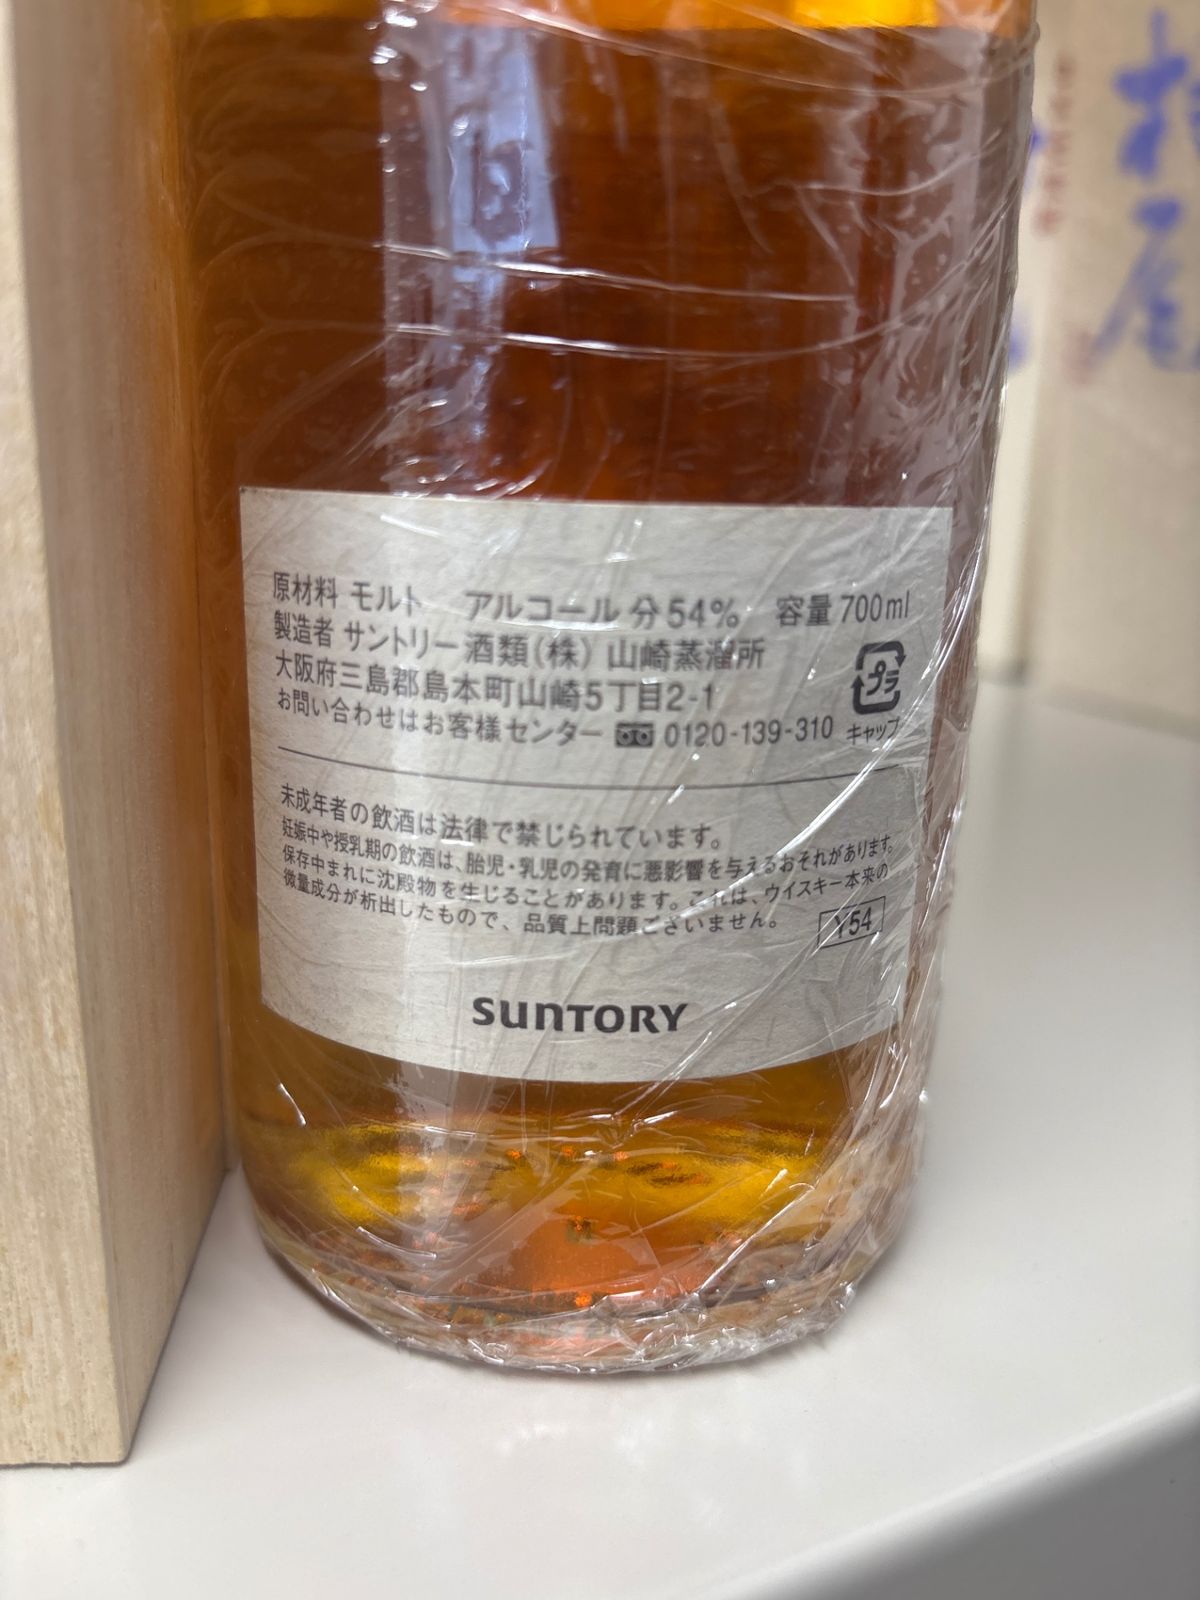 原材料 モルト アルコール分54% 容量700ml
製造者 サントリー酒類(株) 山崎蒸溜所
大阪府三島郡島本町山崎5丁目2-1
お問い合わせはお客様センター 0120-139-310
プラ
キャップ
未成年者の飲酒は法律で禁じられています。
妊娠中や授乳期の飲酒は、胎児・乳児の発育に悪影響を与えるおそれがあります。
保存中まれに沈殿物を生じることがあります。これは、ウイスキー本来の
微量成分が析出したもので、品質上問題ございません。
Y54
SUNTORY